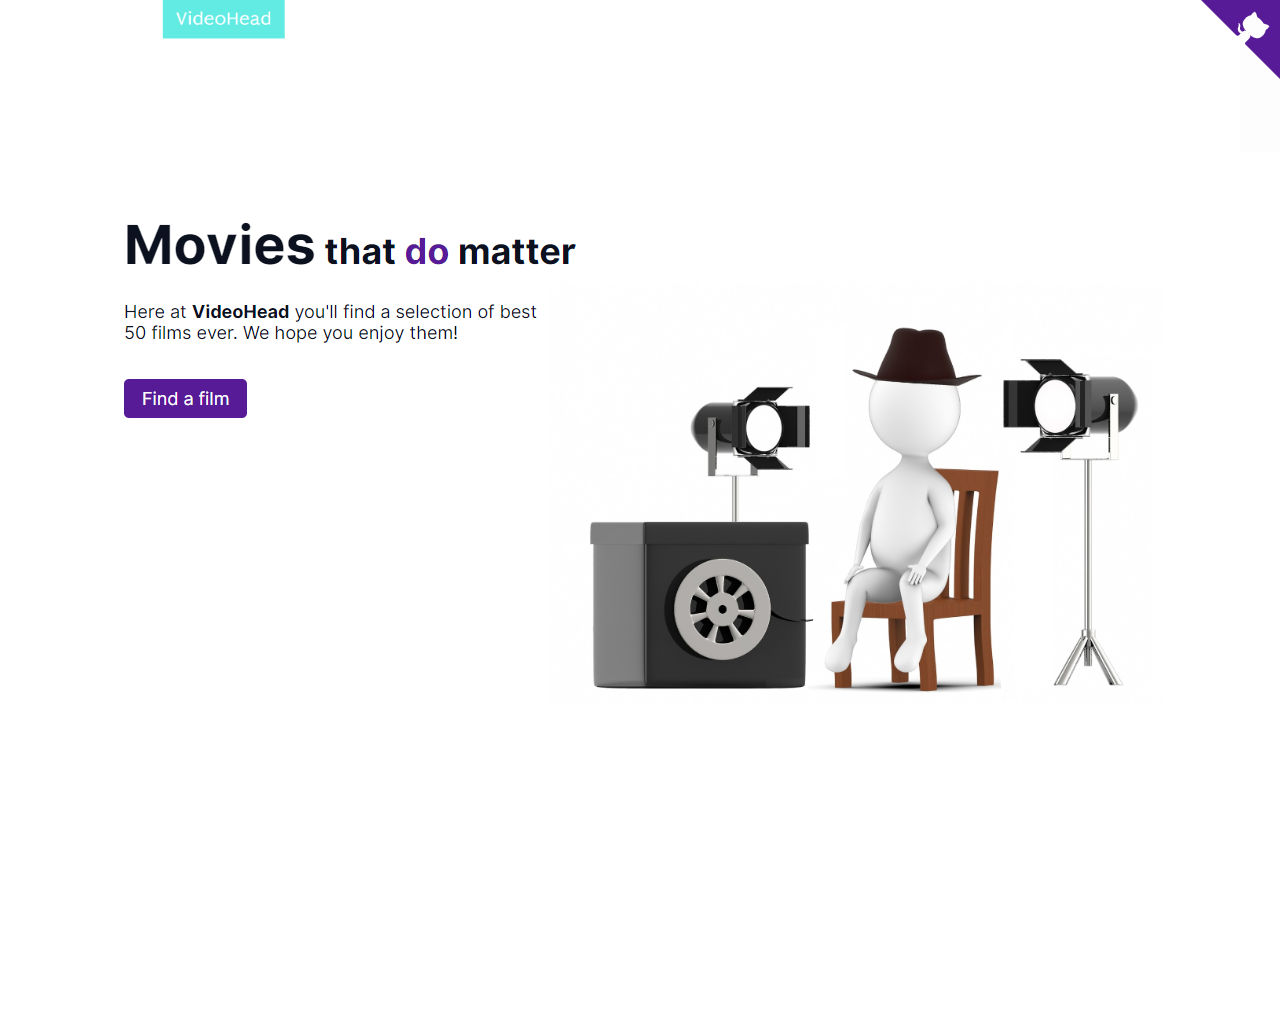 VideoHead
Movies that do matter
Here at VideoHead you'll find a selection of best
50 films ever. We hope you enjoy them!
Find a film